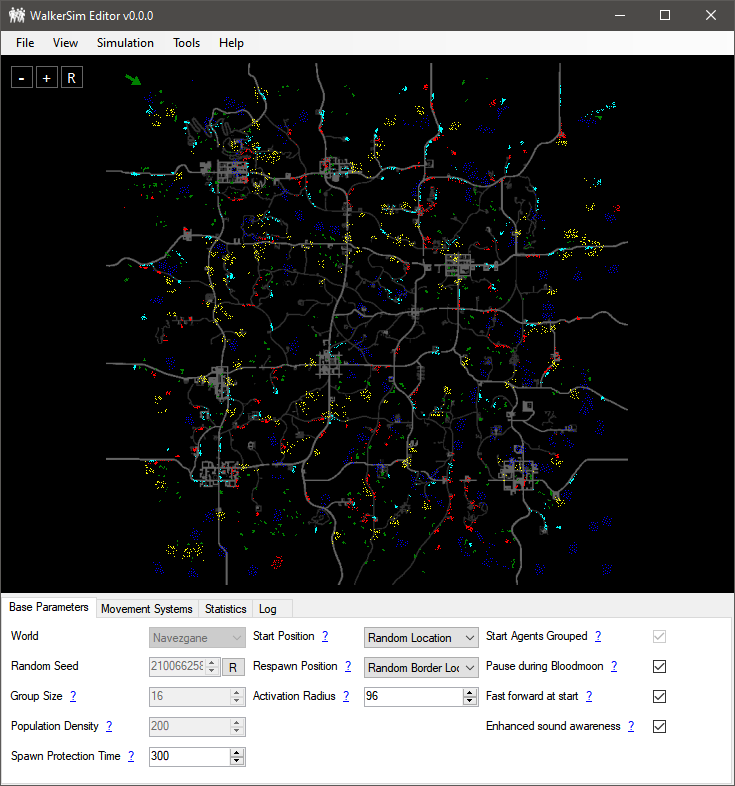 WalkerSim Editor v0.0.0
File View Simulation Tools Help
- + R
Base Parameters Movement Systems Statistics Log
World Navezgane Start Position ? Random Location Start Agents Grouped ?
Random Seed 210066258 R Respawn Position ? Random Border Loc Pause during Bloodmoon ?
Group Size ? 16 Activation Radius ? 96 Fast forward at start ?
Population Density ? 200 Enhanced sound awareness ?
Spawn Protection Time ? 300